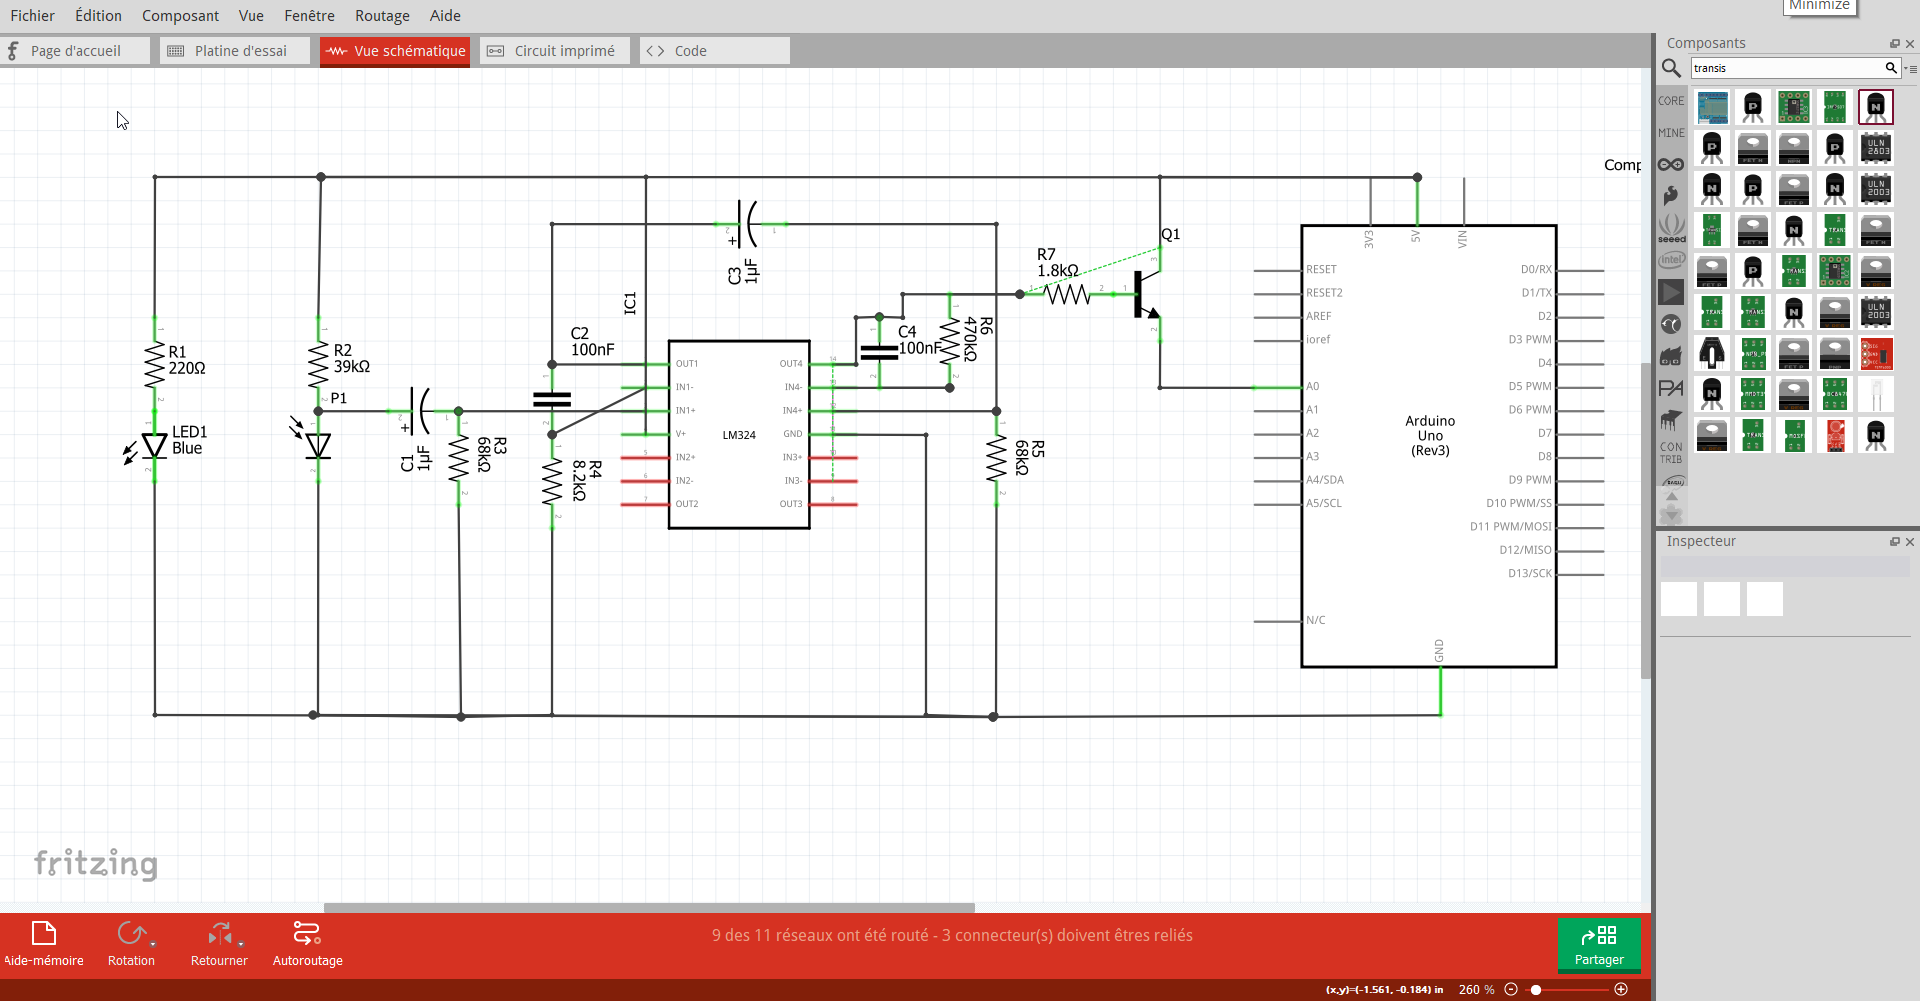 Minimize
Fichier Édition Composant Vue Fenêtre Routage Aide
Page d'accueil Platine d'essai Vue schématique Circuit imprimé Code
Composants
transis
CORE
MINE
seeed
intel
PA
CON
TRIB
Inspecteur
Comp
Q1
R7
1.8kΩ
C3
1µF
IC1
C2
100nF
C4
100nF
R6
470kΩ
R1
220Ω
R2
39kΩ
P1
LED1
Blue
C1
1µF
R3
68kΩ
R4
8.2kΩ
R5
68kΩ
OUT1
IN1-
IN1+
V+
IN2+
IN2-
OUT2
LM324
OUT4
IN4-
IN4+
GND
IN3+
IN3-
OUT3
3V3
5V
VIN
RESET
RESET2
AREF
ioref
A0
A1
A2
A3
A4/SDA
A5/SCL
N/C
Arduino
Uno
(Rev3)
D0/RX
D1/TX
D2
D3 PWM
D4
D5 PWM
D6 PWM
D7
D8
D9 PWM
D10 PWM/SS
D11 PWM/MOSI
D12/MISO
D13/SCK
GND
fritzing
Aide-mémoire Rotation Retourner Autoroutage
9 des 11 réseaux ont été routé - 3 connecteur(s) doivent êtres reliés
Partager
(x,y)=(-1.561, -0.184) in 260 %